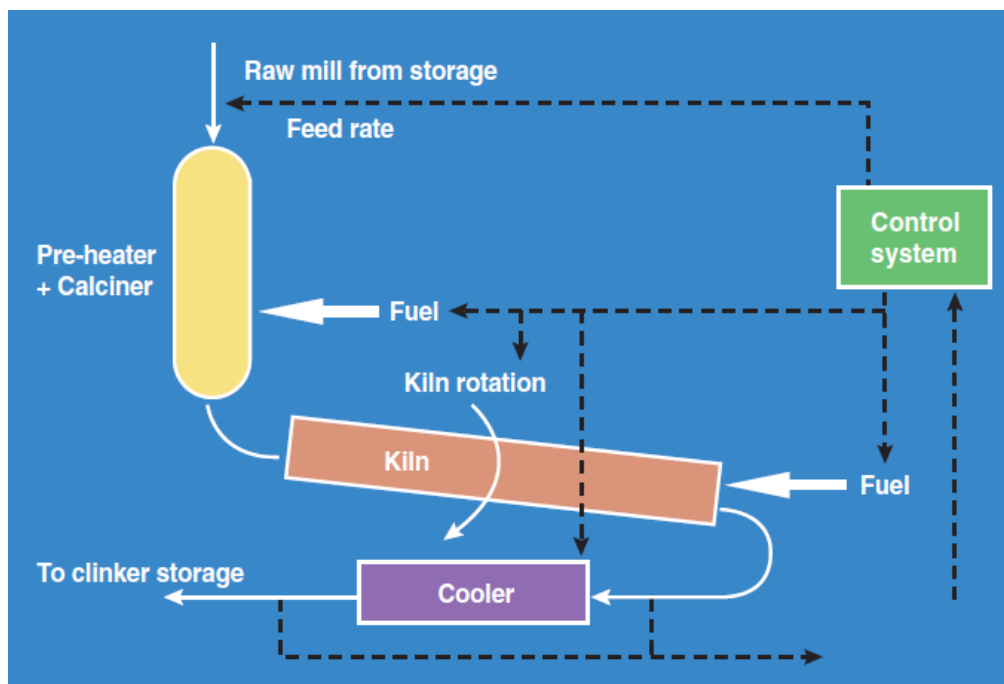 Raw mill from storage
Feed rate
Control
system
Pre-heater
+ Calciner
Fuel
Kiln rotation
Kiln
Fuel
To clinker storage
Cooler